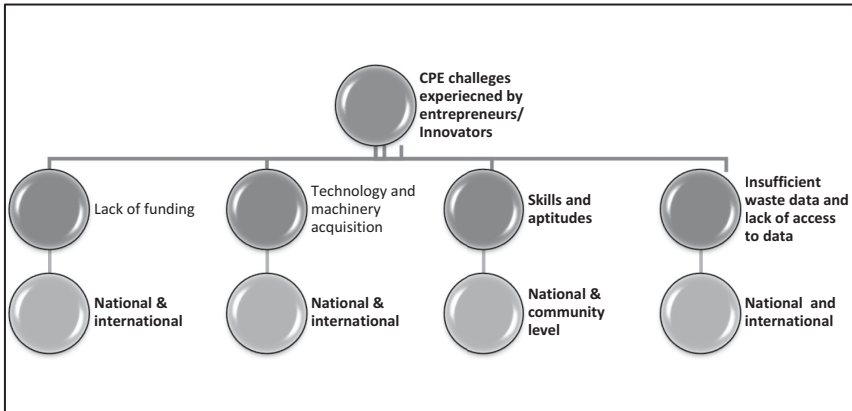 CPE challeges
experiecned by
entrepreneurs/
Innovators
Lack of funding
Technology and
machinery
acquisition
Skills and
aptitudes
Insufficient
waste data and
lack of access
to data
National &
international
National &
international
National &
community
level
National and
international